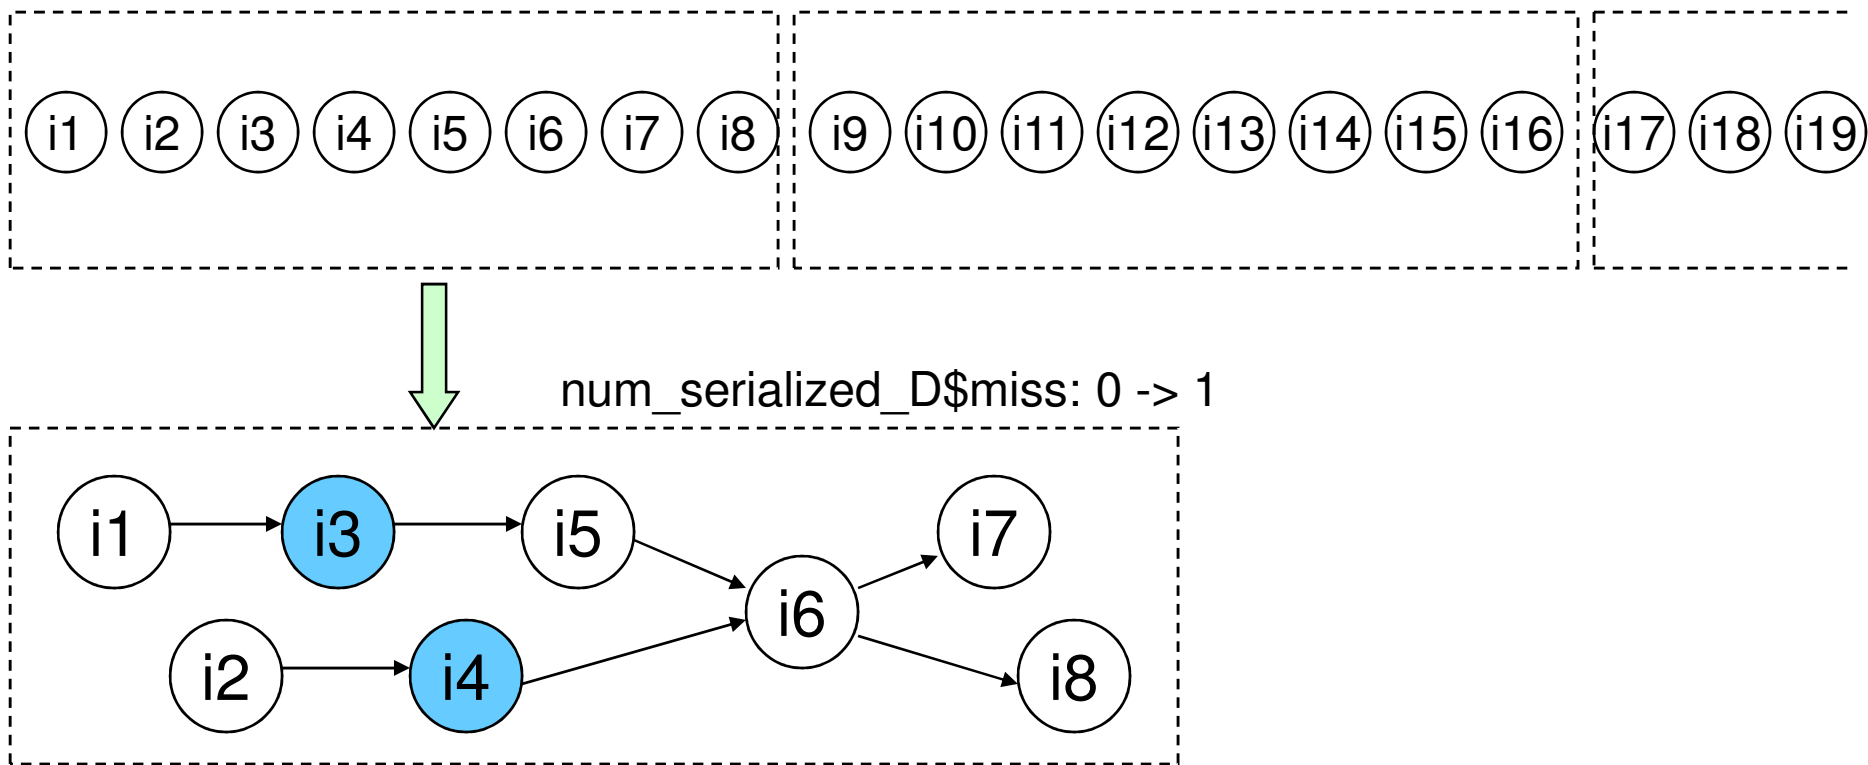 i1 i2 i3 i4 i5 i6 i7 i8 i9 i10 i11 i12 i13 i14 i15 i16 i17 i18 i19
num_serialized_D$miss: 0 -> 1
i1 i3 i5 i7
i6
i2 i4 i8